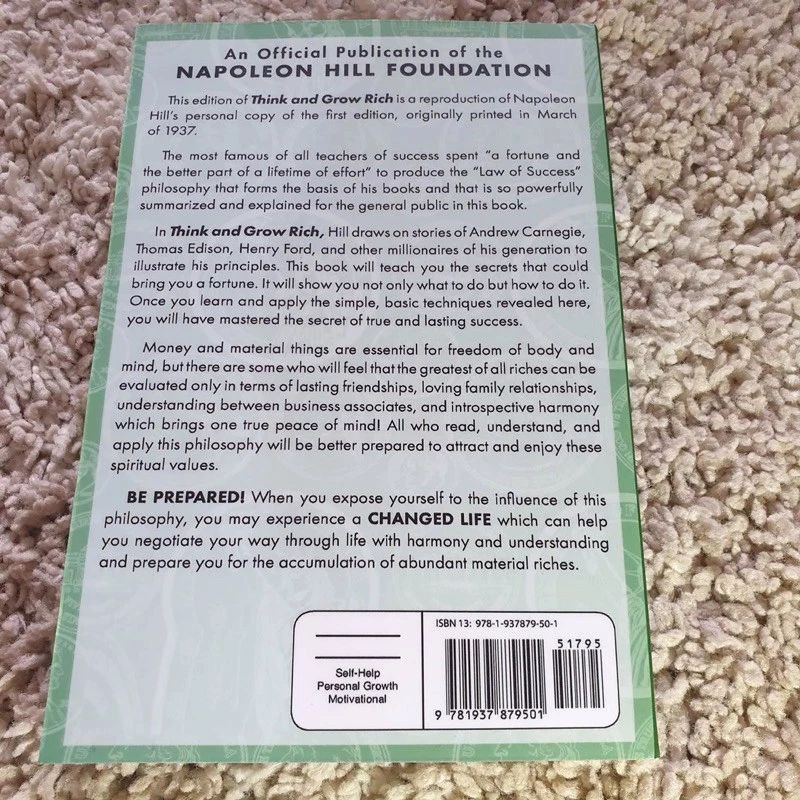 An Official Publication of the
NAPOLEON HILL FOUNDATION
This edition of Think and Grow Rich is a reproduction of Napoleon
Hill's personal copy of the first edition, originally printed in March
of 1937.
The most famous of all teachers of success spent "a fortune and
the better part of a lifetime of effort" to produce the "Law of Success"
philosophy that forms the basis of his books and that is so powerfully
summarized and explained for the general public in this book.
In Think and Grow Rich, Hill draws on stories of Andrew Carnegie,
Thomas Edison, Henry Ford, and other millionaires of his generation to
illustrate his principles. This book will teach you the secrets that could
bring you a fortune. It will show you not only what to do but how to do it.
Once you learn and apply the simple, basic techniques revealed here,
you will have mastered the secret of true and lasting success.
Money and material things are essential for freedom of body and
mind, but there are some who will feel that the greatest of all riches can be
evaluated only in terms of lasting friendships, loving family relationships,
understanding between business associates, and introspective harmony
which brings one true peace of mind! All who read, understand, and
apply this philosophy will be better prepared to attract and enjoy these
spiritual values.
BE PREPARED! When you expose yourself to the influence of this
philosophy, you may experience a CHANGED LIFE which can help
you negotiate your way through life with harmony and understanding
and prepare you for the accumulation of abundant material riches.
Self-Help
Personal Growth
Motivational
ISBN 13: 978-1-937879-50-1
51795
9 781937 879501